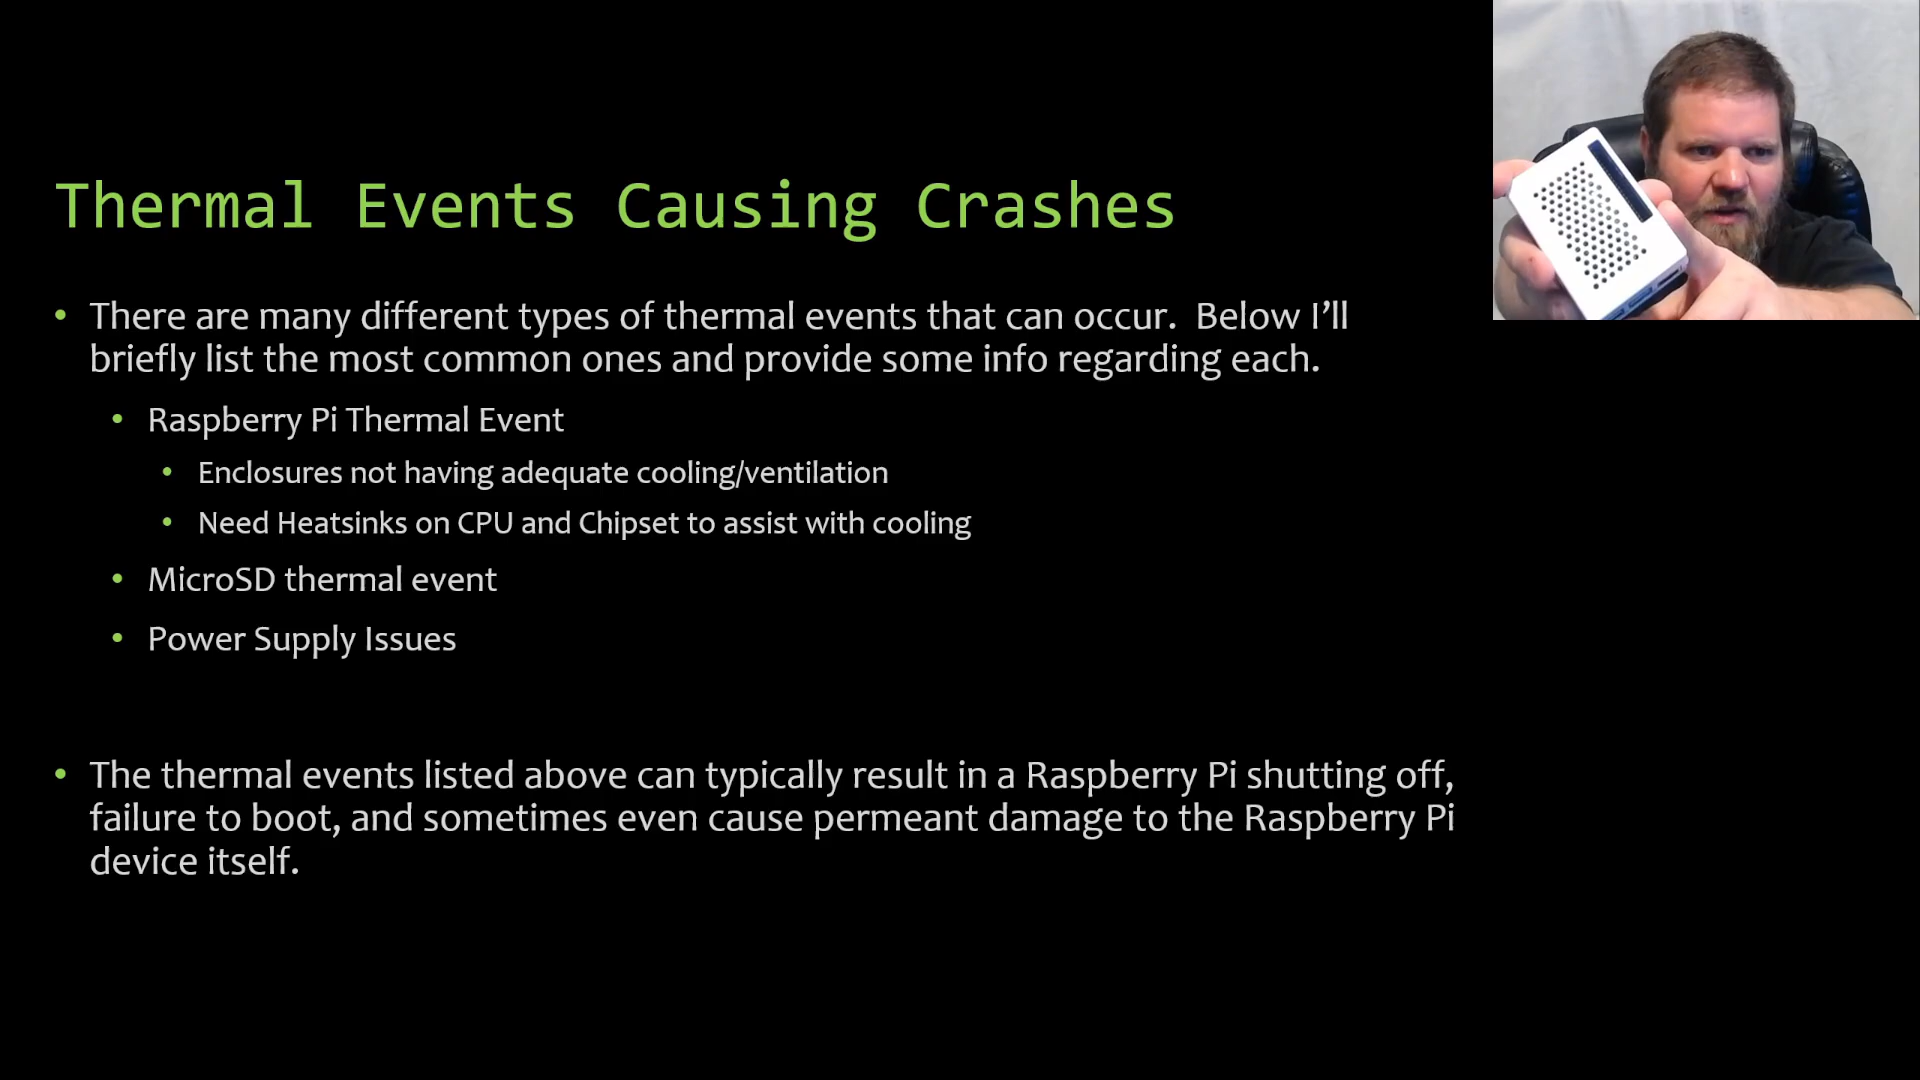 Thermal Events Causing Crashes
• There are many different types of thermal events that can occur.  Below I’ll
briefly list the most common ones and provide some info regarding each.
• Raspberry Pi Thermal Event
• Enclosures not having adequate cooling/ventilation
• Need Heatsinks on CPU and Chipset to assist with cooling
• MicroSD thermal event
• Power Supply Issues
• The thermal events listed above can typically result in a Raspberry Pi shutting off,
failure to boot, and sometimes even cause permeant damage to the Raspberry Pi
device itself.